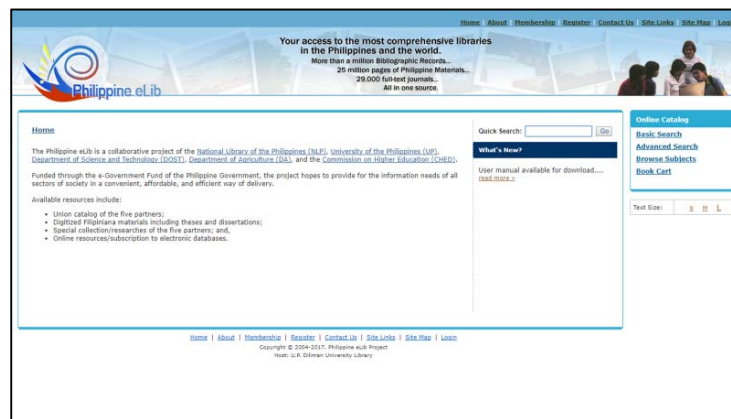 Home | About | Membership | Register | Contact Us | Site Links | Site Map | Login
Your access to the most comprehensive libraries
in the Philippines and the world.
More than a million Bibliographic Records...
25 million pages of Philippine Materials...
29,000 full-text journals...
All in one source.
Philippine eLib
Home
The Philippine eLib is a collaborative project of the National Library of the Philippines (NLP), University of the Philippines (UP),
Department of Science and Technology (DOST), Department of Agriculture (DA), and the Commission on Higher Education (CHED).
Funded through the e-Government Fund of the Philippine Government, the project hopes to provide for the information needs of all
sectors of society in a convenient, affordable, and efficient way of delivery.
Available resources include:
• Union catalog of the five partners;
• Digitized Filipiniana materials including theses and dissertations;
• Special collection/researches of the five partners; and,
• Online resources/subscription to electronic databases.
Quick Search: Go
What's New?
User manual available for download....
read more »
Online Catalog
Basic Search
Advanced Search
Browse Subjects
Book Cart
Text Size: s M L
Home | About | Membership | Register | Contact Us | Site Links | Site Map | Login
Copyright © 2004-2017. Philippine eLib Project
Host: U.P. Diliman University Library